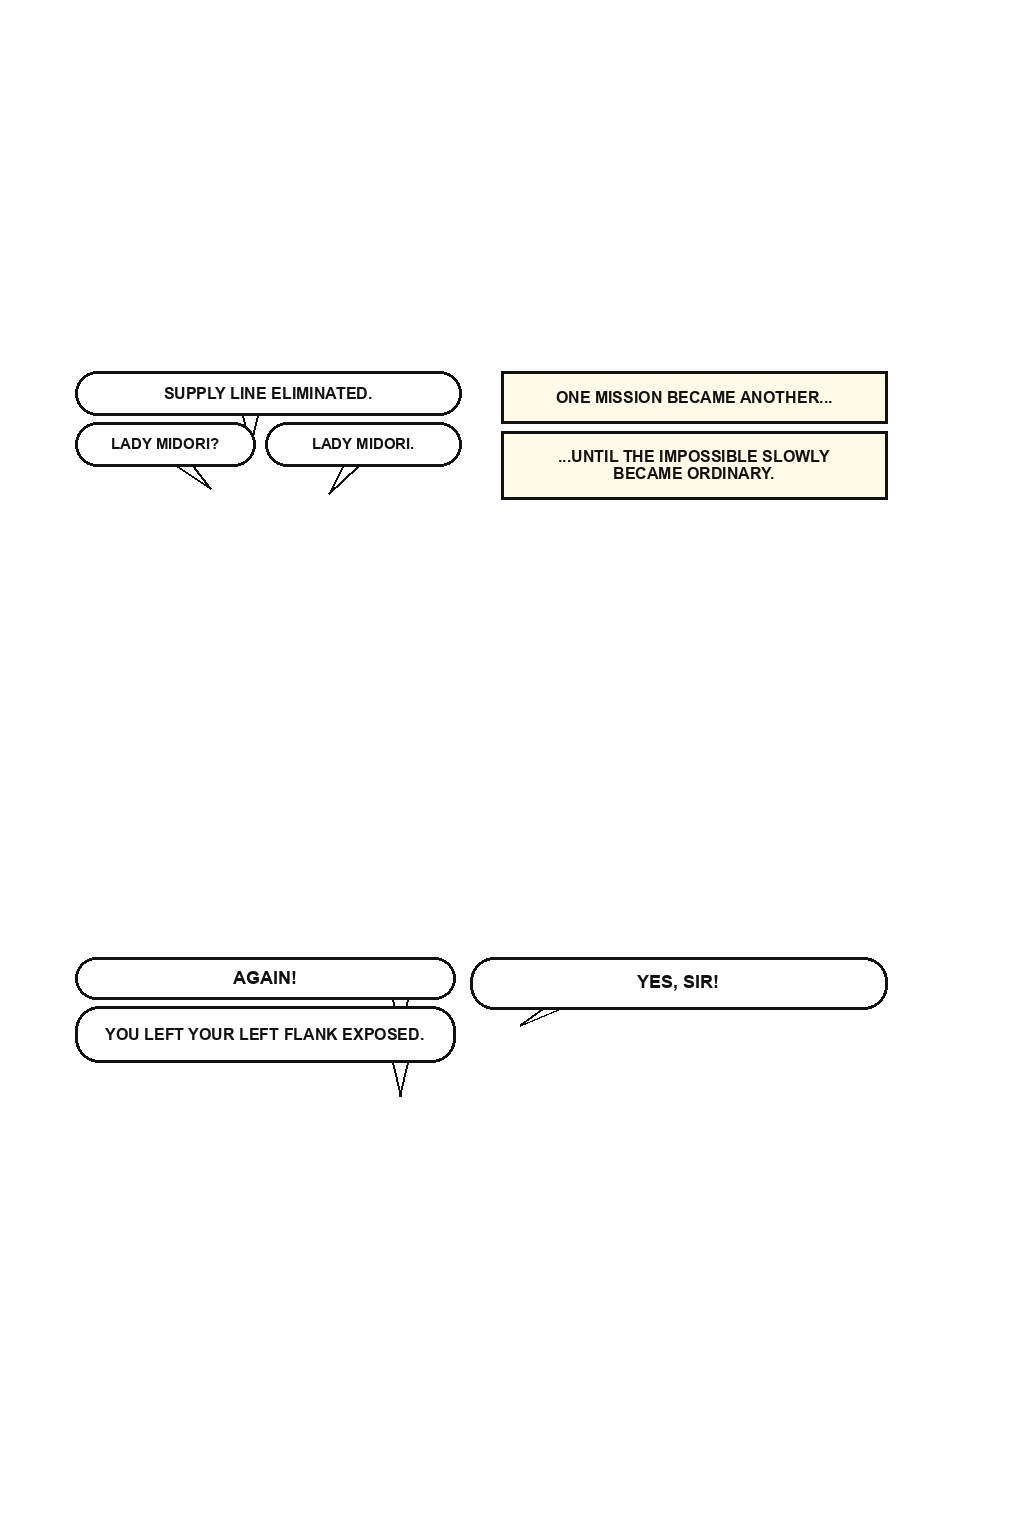 SUPPLY LINE ELIMINATED.
LADY MIDORI?
LADY MIDORI.
ONE MISSION BECAME ANOTHER...
...UNTIL THE IMPOSSIBLE SLOWLY
BECAME ORDINARY.
AGAIN!
YOU LEFT YOUR LEFT FLANK EXPOSED.
YES, SIR!